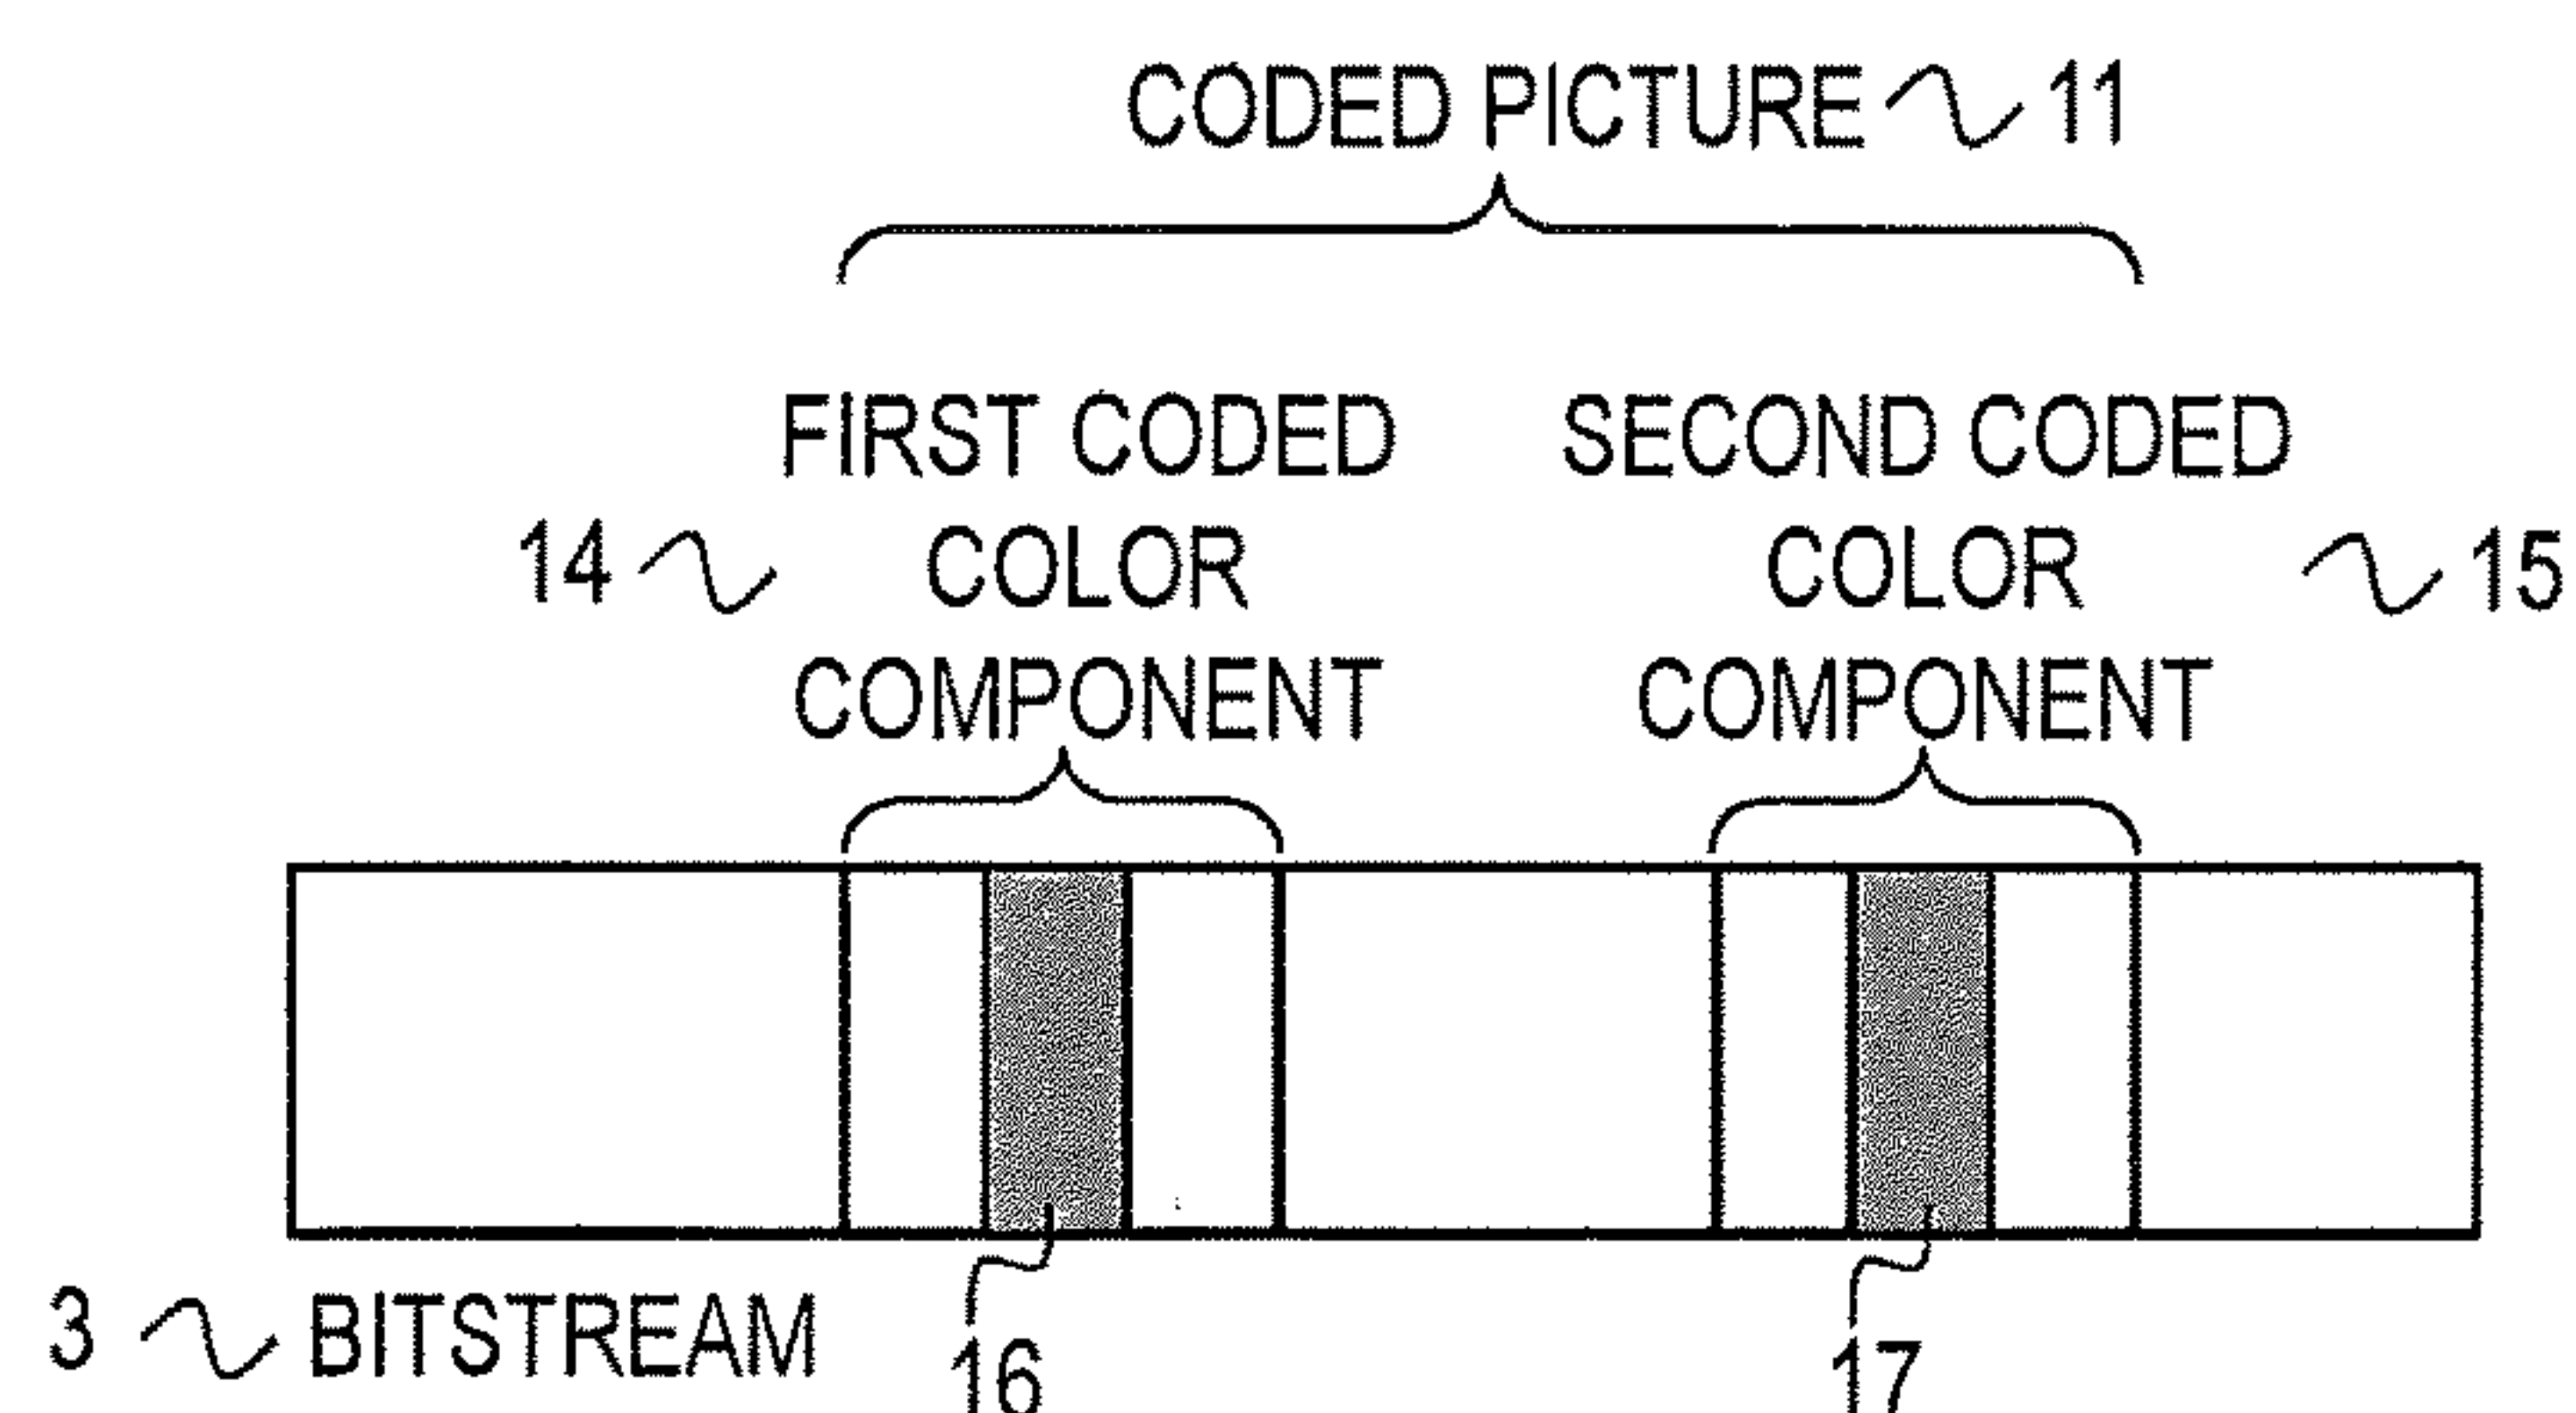 CODED PICTURE 11
FIRST CODED SECOND CODED
14 COLOR COLOR 15
COMPONENT COMPONENT
3 BITSTREAM 16 17